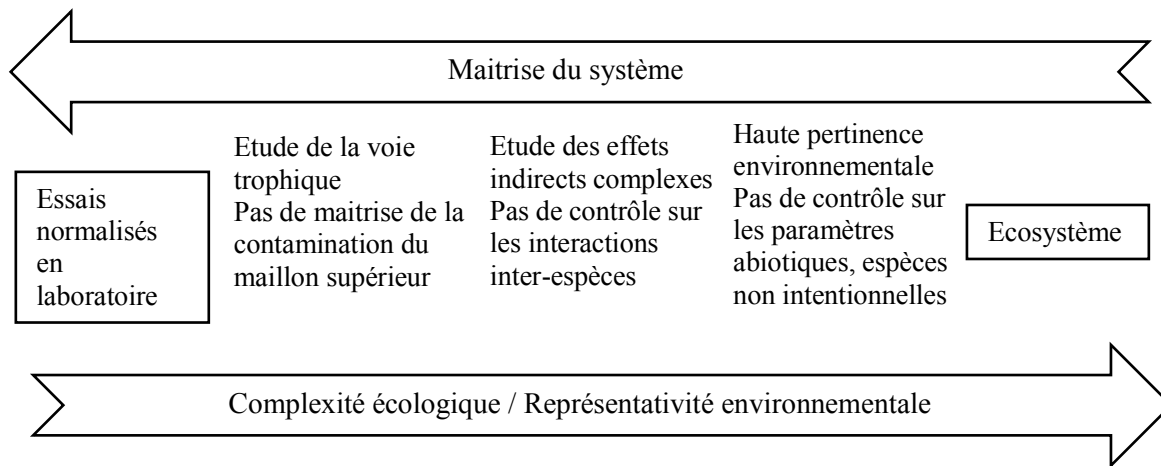 Maitrise du système
Essais
normalisés
en
laboratoire
Etude de la voie
trophique
Pas de maitrise de la
contamination du
maillon supérieur
Etude des effets
indirects complexes
Pas de contrôle sur
les interactions
inter-espèces
Haute pertinence
environnementale
Pas de contrôle sur
les paramètres
abiotiques, espèces
non intentionnelles
Ecosystème
Complexité écologique / Représentativité environnementale